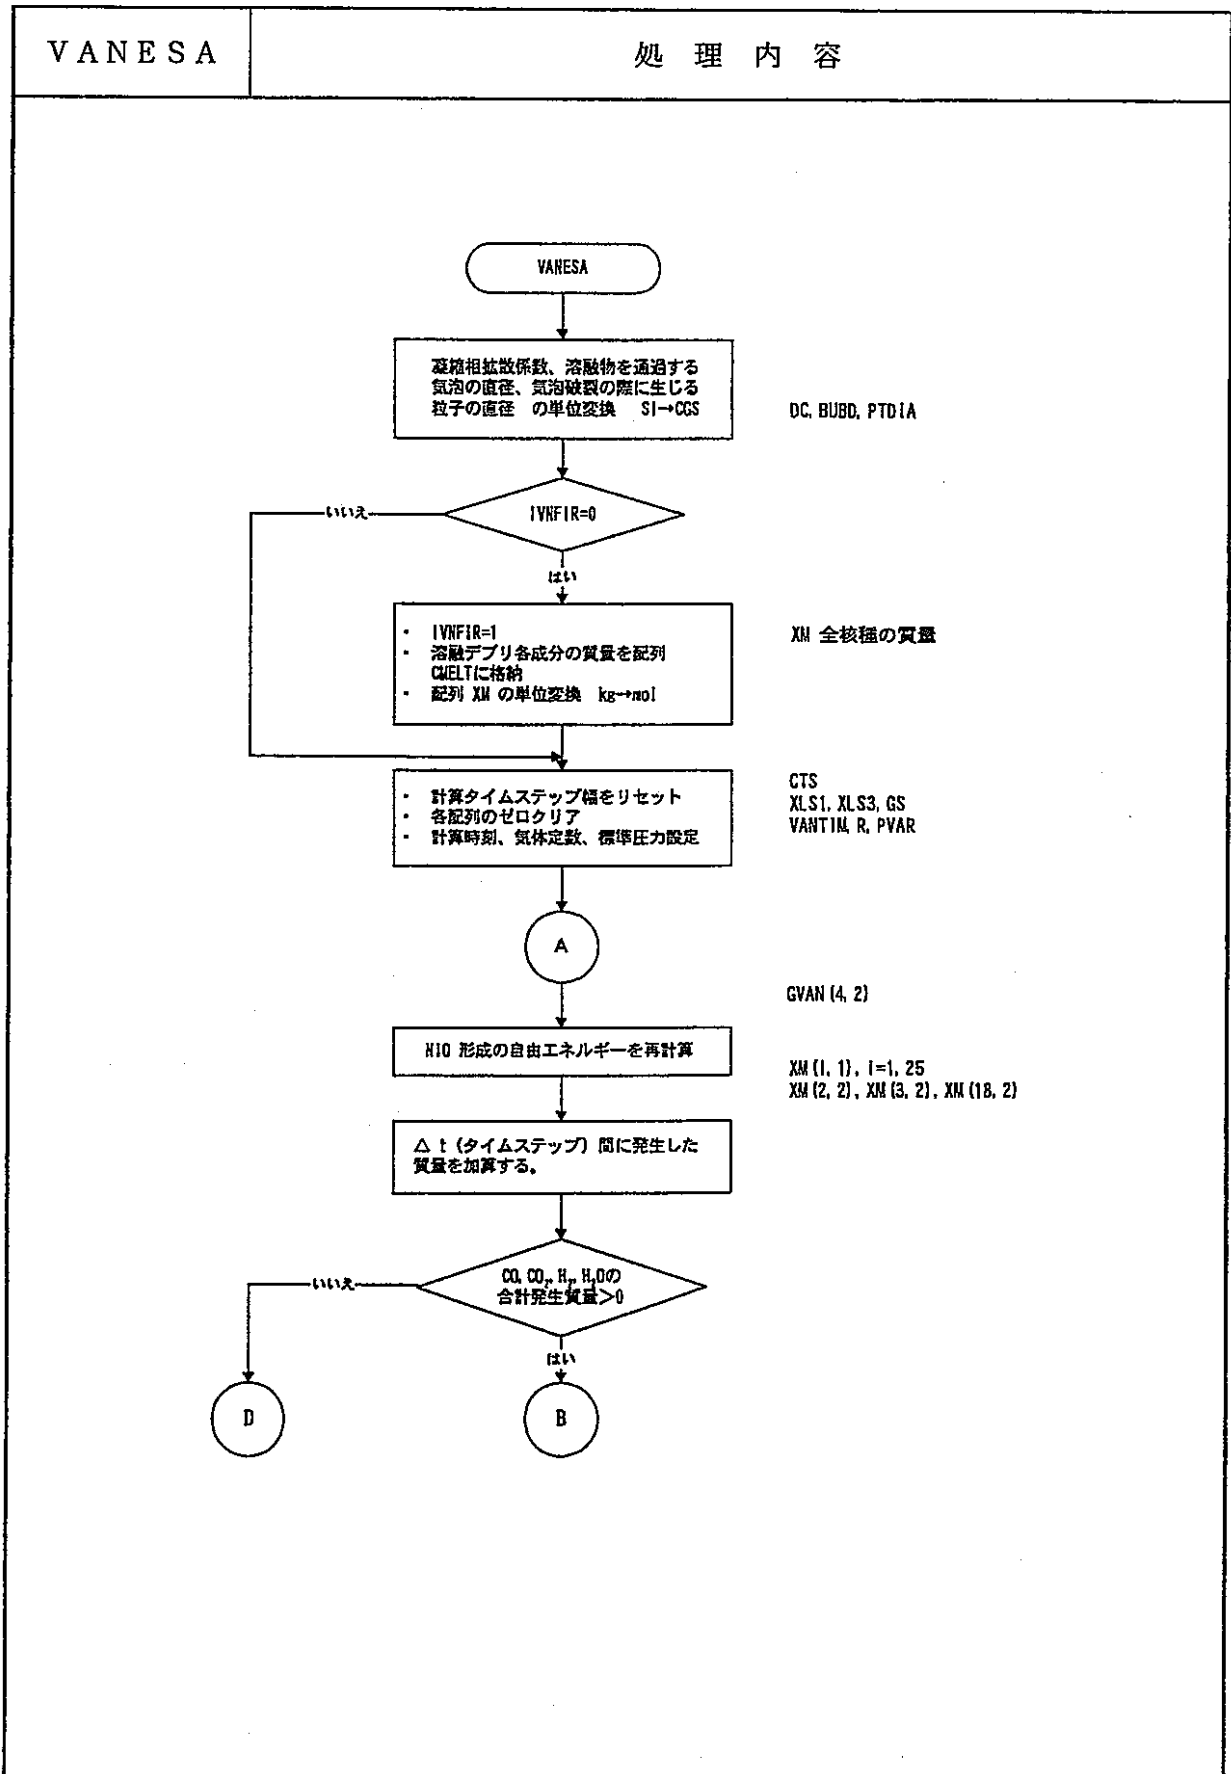 VANESA
処理内容
VANESA
凝縮相拡散係数、溶融物を通過する
気泡の直径、気泡破裂の際に生じる
粒子の直径 の単位変換 SI→CGS
DC, BUBD, PTDIA
IVNFIR=0
いいえ
はい
・ IVNFIR=1
・ 溶融デブリ各成分の質量を配列
CMELTに格納
・ 配列 XM の単位変換 kg→mol
XM 全核種の質量
・ 計算タイムステップ幅をリセット
・ 各配列のゼロクリア
・ 計算時刻、気体定数、標準圧力設定
CTS
XLS1, XLS3, GS
VANTIM, R, PVAR
A
GVAN(4, 2)
NIO 形成の自由エネルギーを再計算
XM(I, 1), I=1, 25
XM(2, 2), XM(3, 2), XM(18, 2)
△ t (タイムステップ) 間に発生した
質量を加算する。
CO, CO₂, H₂, H₂Oの
合計発生質量>0
いいえ
はい
D
B